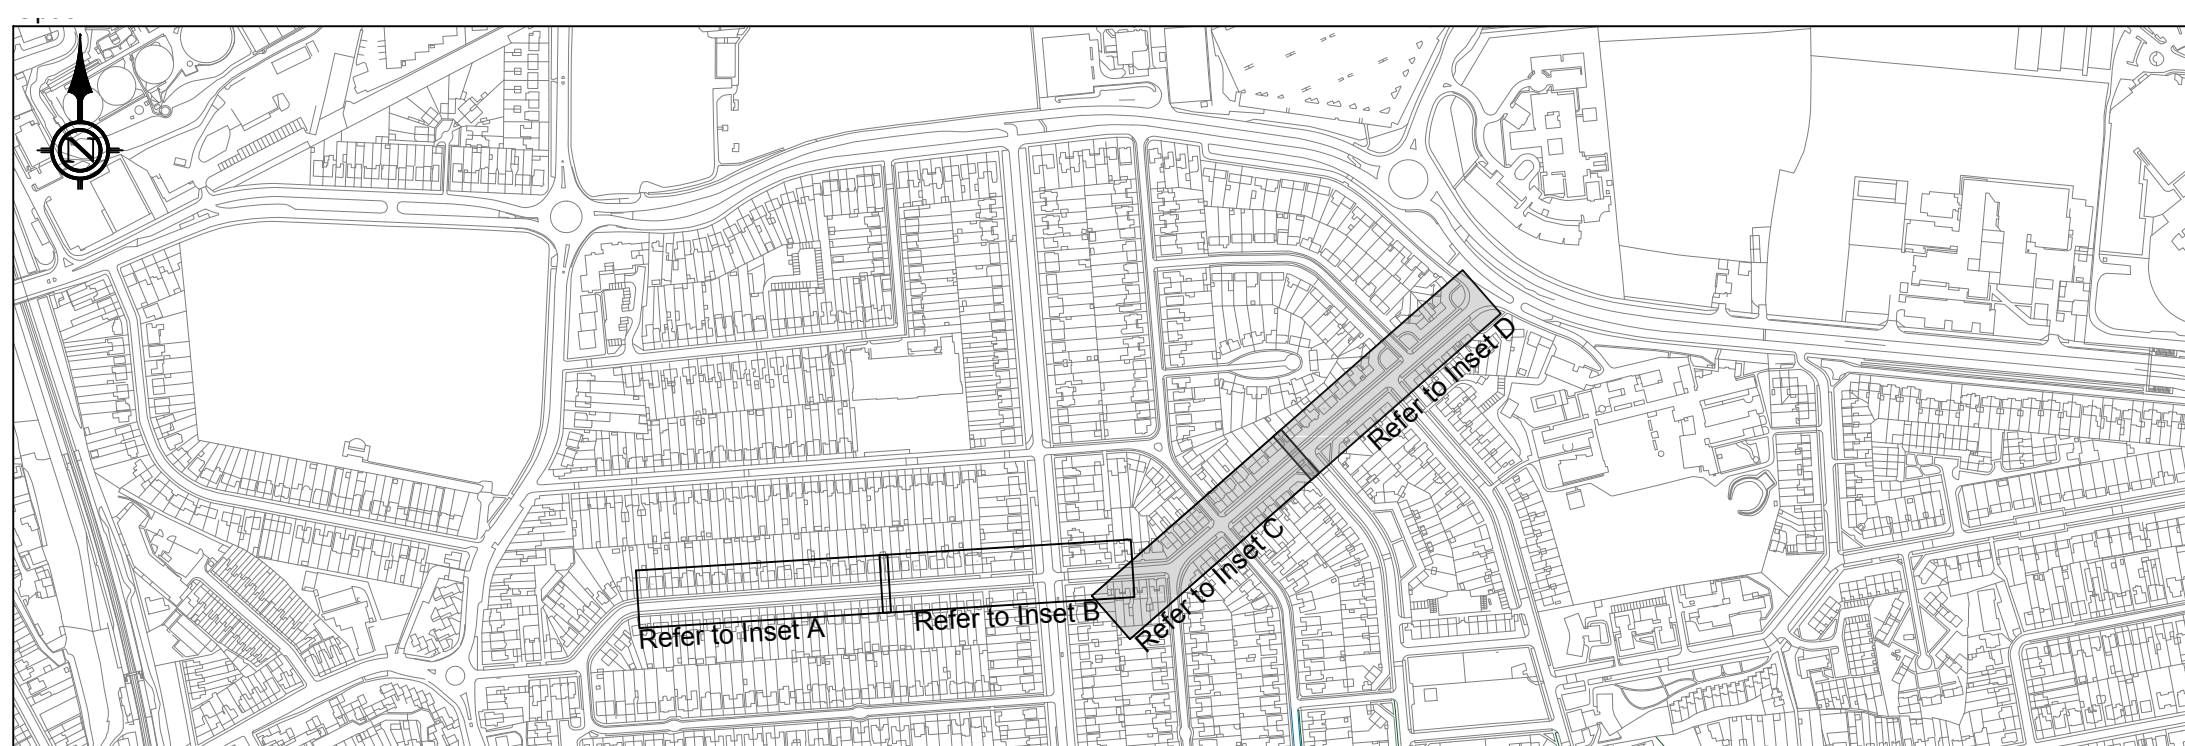 N
Refer to Inset A
Refer to Inset B
Refer to Inset C
Refer to Inset D